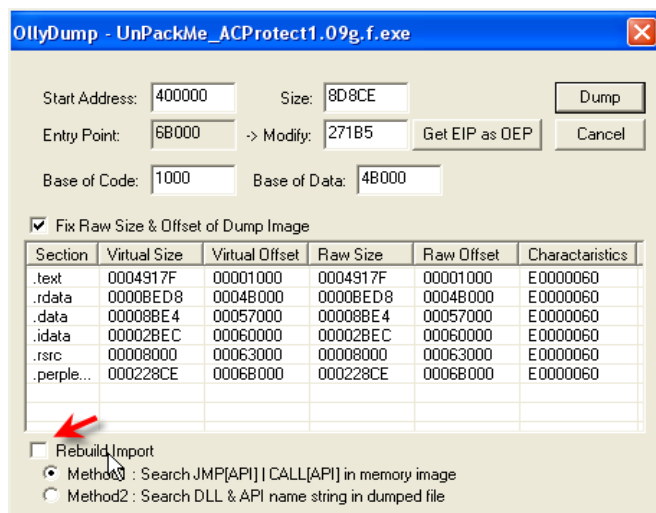 OllyDump - UnPackMe_ACProtect1.09g.f.exe
Start Address: 400000 Size: 8D8CE Dump
Entry Point: 6B000 -> Modify: 271B5 Get EIP as OEP Cancel
Base of Code: 1000 Base of Data: 4B000
Fix Raw Size & Offset of Dump Image
Section Virtual Size Virtual Offset Raw Size Raw Offset Charactaristics
.text 0004917F 00001000 0004917F 00001000 E0000060
.rdata 0000BED8 0004B000 0000BED8 0004B000 E0000060
.data 00008BE4 00057000 00008BE4 00057000 E0000060
.idata 00002BEC 00060000 00002BEC 00060000 E0000060
.rsrc 00008000 00063000 00008000 00063000 E0000060
.perple... 000228CE 0006B000 000228CE 0006B000 E0000060
Rebuild Import
Method1 : Search JMP[API] | CALL[API] in memory image
Method2 : Search DLL & API name string in dumped file